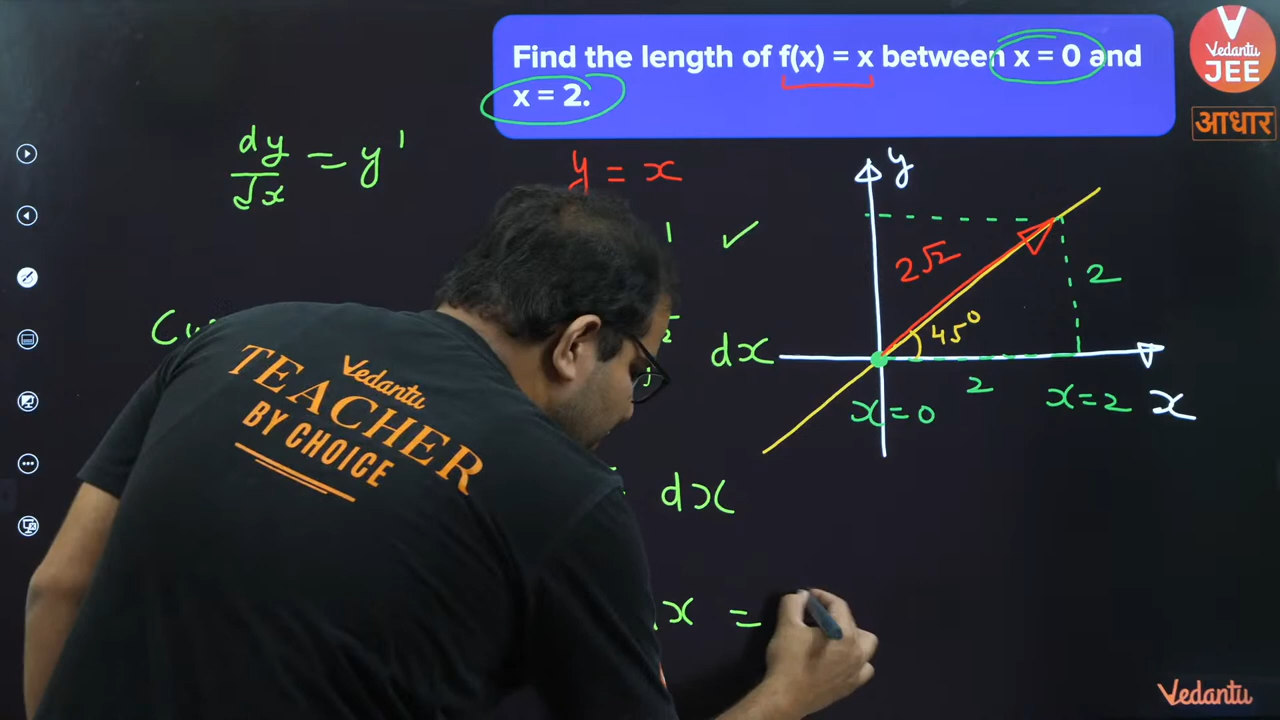 Find the length of f(x) = x between x = 0 and
x = 2.
V
Vedantu
JEE
आधार
dy/√x = y'
y = x
1 ✓
y
2√2
2
45°
dx
x = 0
2
x = 2
x
Vedantu
TEACHER
BY CHOICE
dx
x =
Vedantu